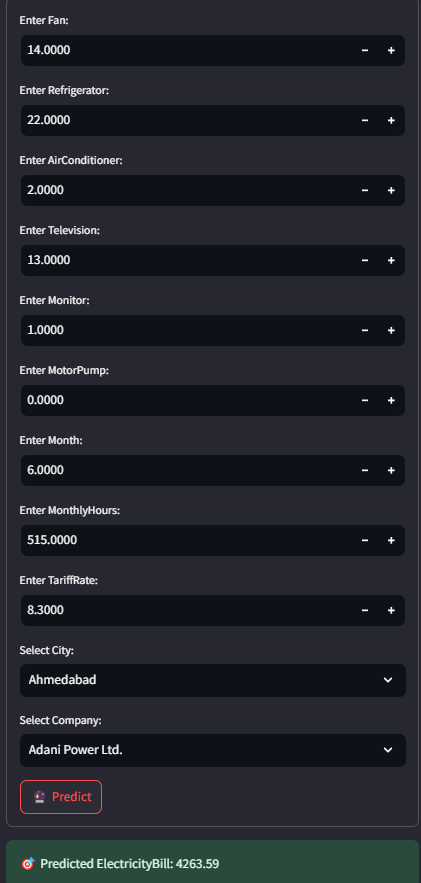 Enter Fan:
14.0000
Enter Refrigerator:
22.0000
Enter AirConditioner:
2.0000
Enter Television:
13.0000
Enter Monitor:
1.0000
Enter MotorPump:
0.0000
Enter Month:
6.0000
Enter MonthlyHours:
515.0000
Enter TariffRate:
8.3000
Select City:
Ahmedabad
Select Company:
Adani Power Ltd.
Predict
Predicted ElectricityBill: 4263.59